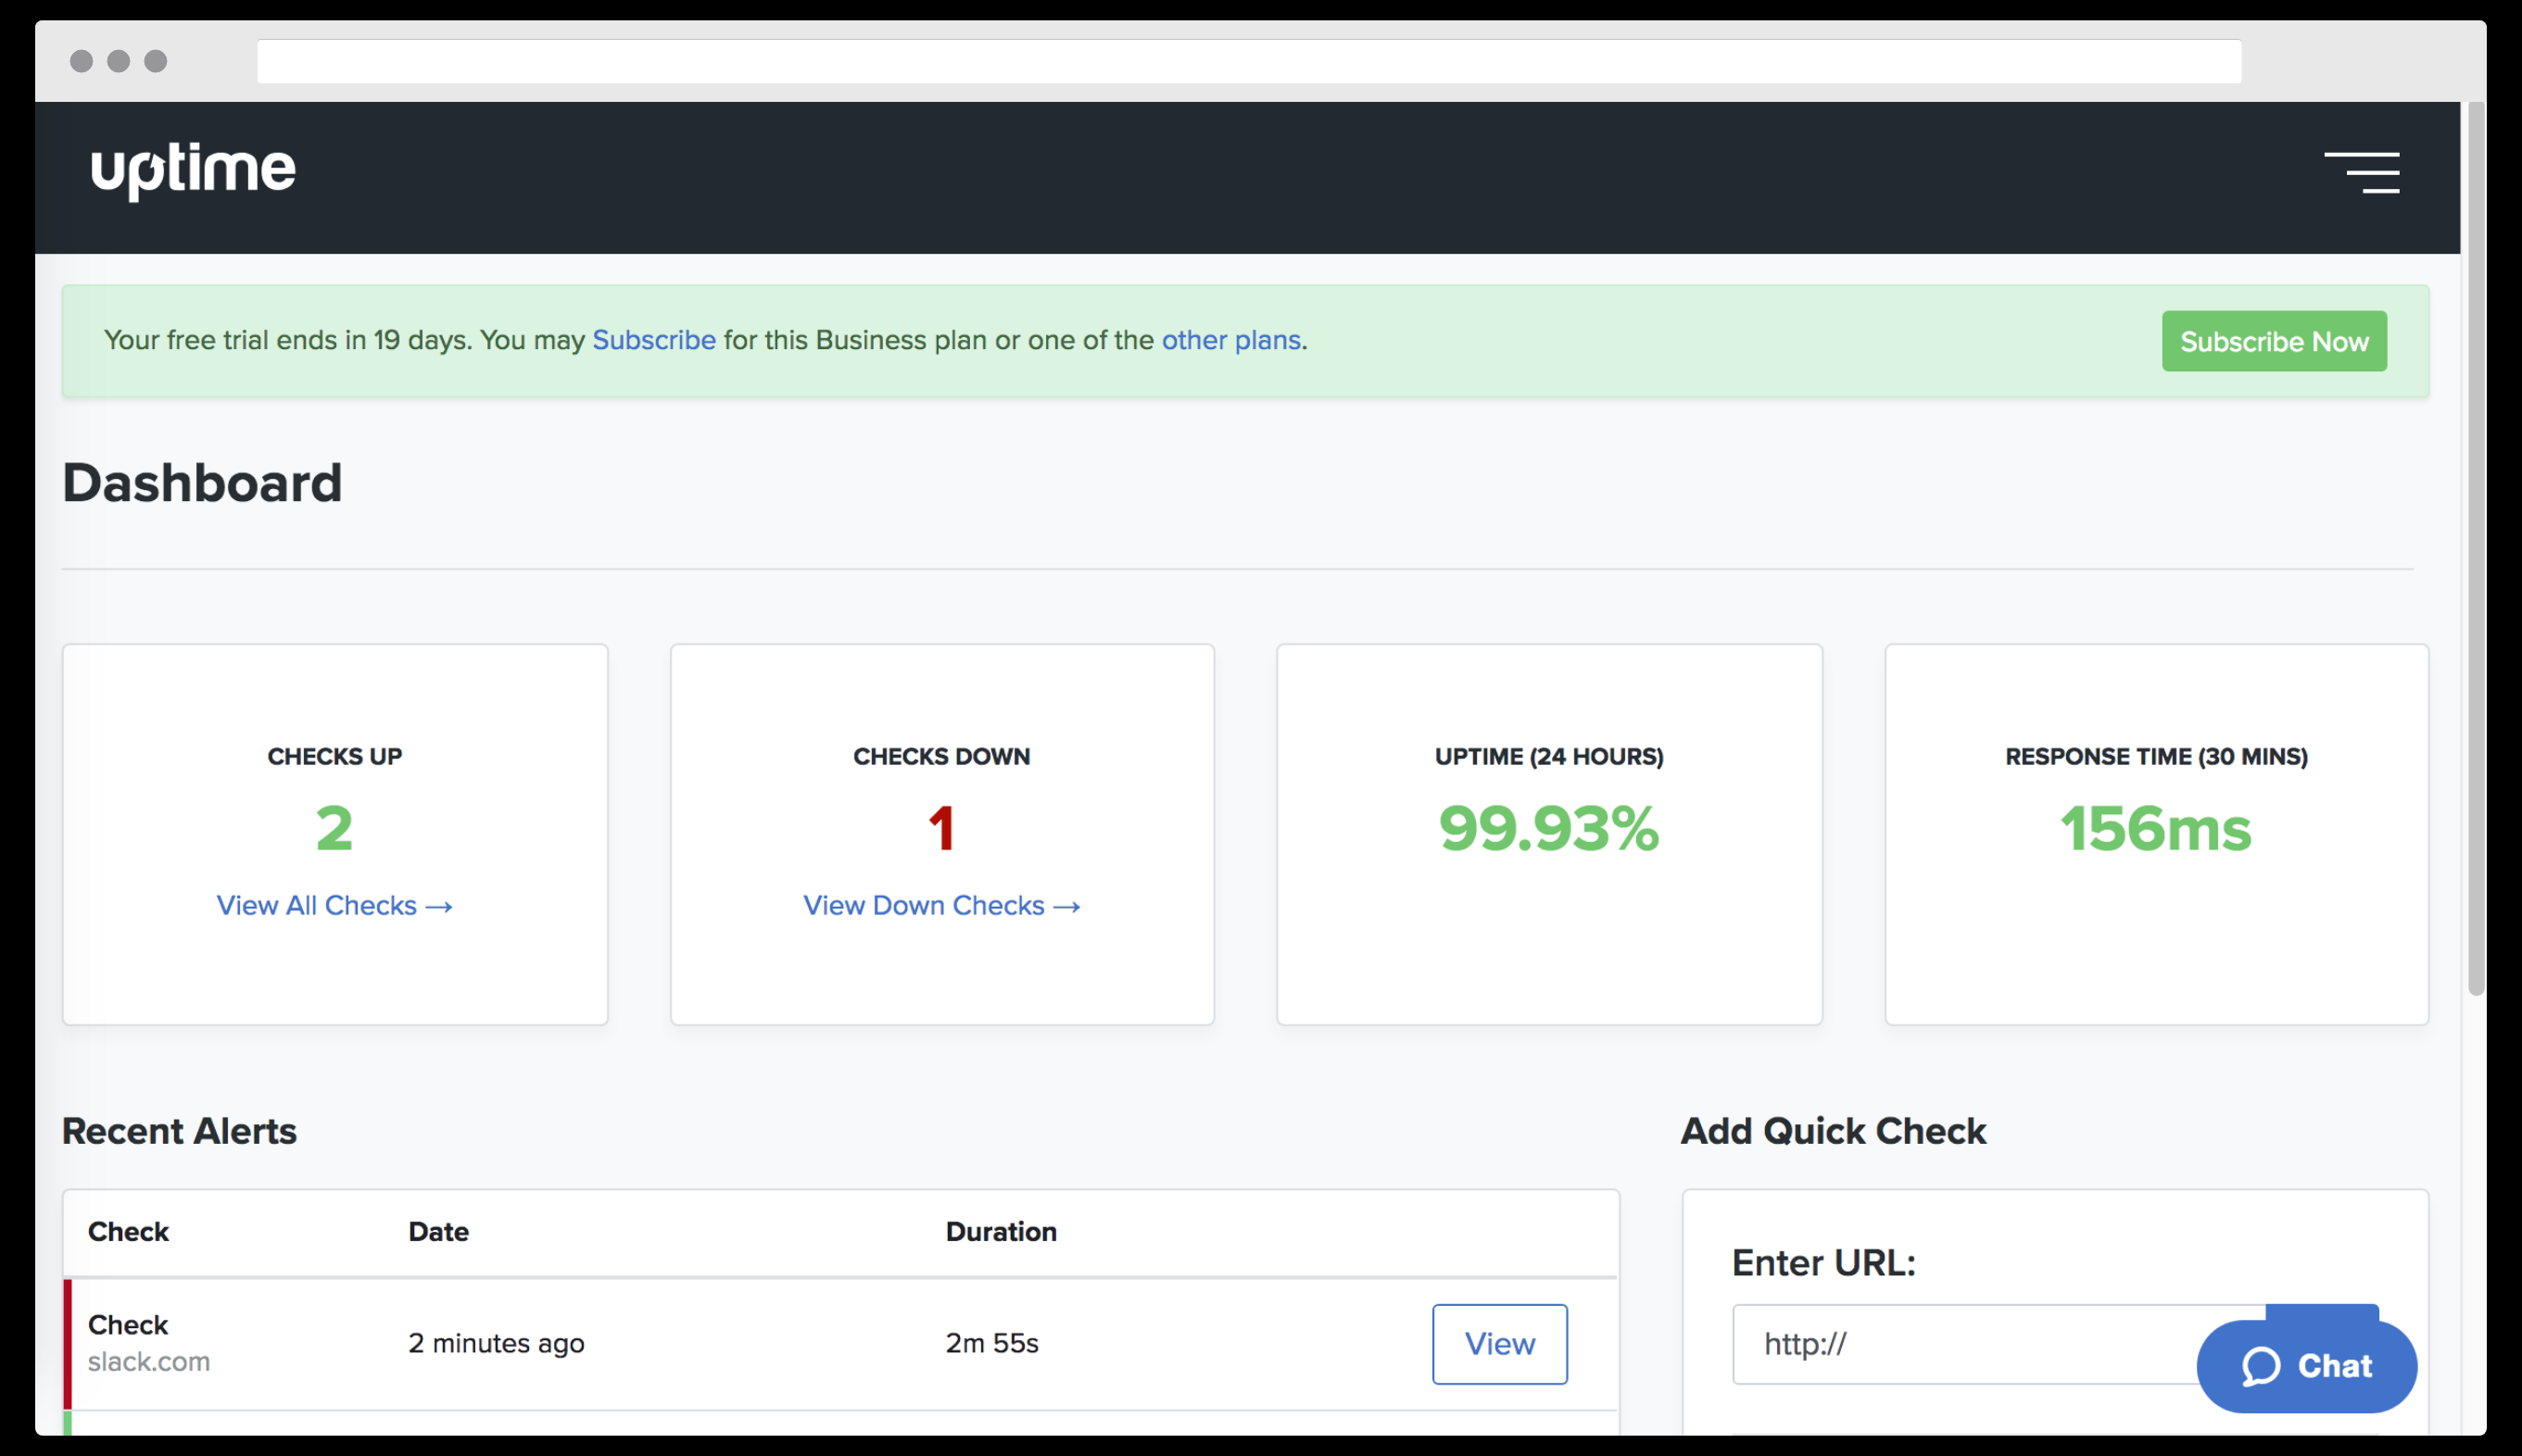 uptime
Your free trial ends in 19 days. You may Subscribe for this Business plan or one of the other plans.
Subscribe Now
Dashboard
CHECKS UP
2
View All Checks →
CHECKS DOWN
1
View Down Checks →
UPTIME (24 HOURS)
99.93%
RESPONSE TIME (30 MINS)
156ms
Recent Alerts
Check Date Duration
Check
slack.com
2 minutes ago
2m 55s
View
Add Quick Check
Enter URL:
http://
Chat